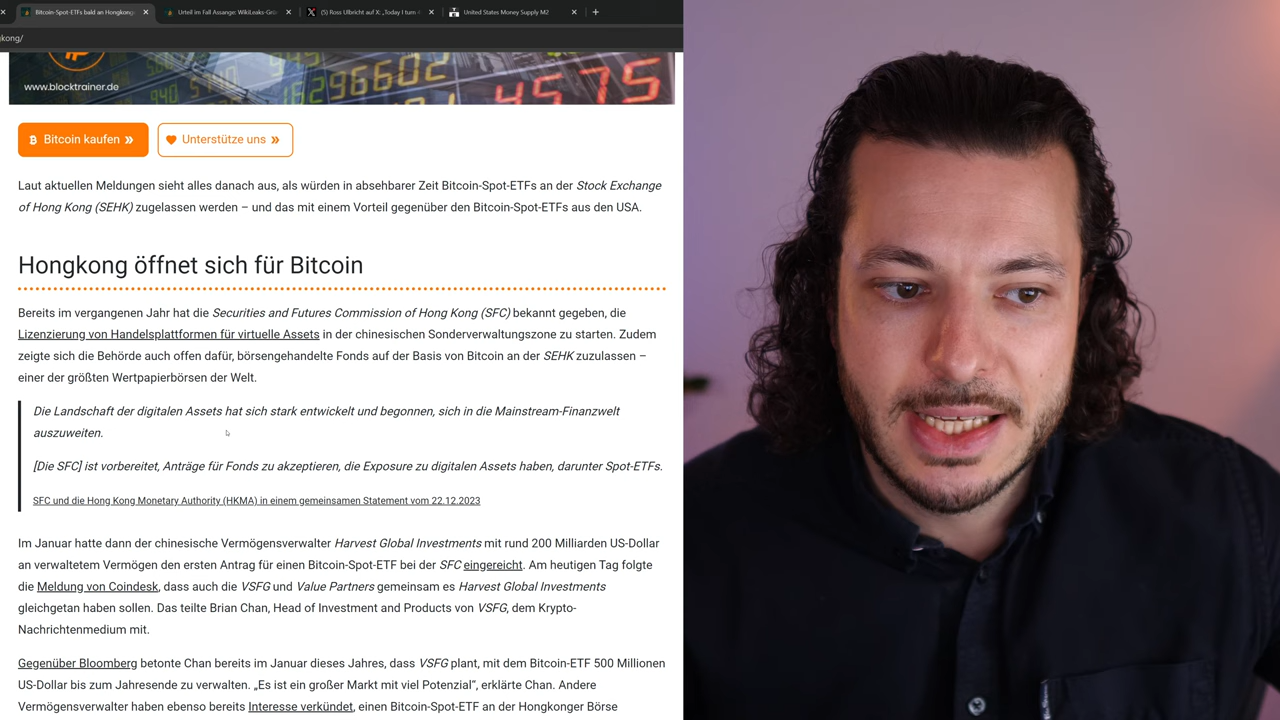 Bitcoin-Spot-ETFs bald an Hongkong
Urteil im Fall Assange: WikiLeaks-Grü
(5) Ross Ulbricht auf X: „Today I turn
United States Money Supply M2
kong/
www.blocktrainer.de
296602
4575
Bitcoin kaufen »
Unterstütze uns »
Laut aktuellen Meldungen sieht alles danach aus, als würden in absehbarer Zeit Bitcoin-Spot-ETFs an der Stock Exchange
of Hong Kong (SEHK) zugelassen werden – und das mit einem Vorteil gegenüber den Bitcoin-Spot-ETFs aus den USA.
Hongkong öffnet sich für Bitcoin
Bereits im vergangenen Jahr hat die Securities and Futures Commission of Hong Kong (SFC) bekannt gegeben, die
Lizenzierung von Handelsplattformen für virtuelle Assets in der chinesischen Sonderverwaltungszone zu starten. Zudem
zeigte sich die Behörde auch offen dafür, börsengehandelte Fonds auf der Basis von Bitcoin an der SEHK zuzulassen –
einer der größten Wertpapierbörsen der Welt.
Die Landschaft der digitalen Assets hat sich stark entwickelt und begonnen, sich in die Mainstream-Finanzwelt
auszuweiten.
[Die SFC] ist vorbereitet, Anträge für Fonds zu akzeptieren, die Exposure zu digitalen Assets haben, darunter Spot-ETFs.
SFC und die Hong Kong Monetary Authority (HKMA) in einem gemeinsamen Statement vom 22.12.2023
Im Januar hatte dann der chinesische Vermögensverwalter Harvest Global Investments mit rund 200 Milliarden US-Dollar
an verwaltetem Vermögen den ersten Antrag für einen Bitcoin-Spot-ETF bei der SFC eingereicht. Am heutigen Tag folgte
die Meldung von Coindesk, dass auch die VSFG und Value Partners gemeinsam es Harvest Global Investments
gleichgetan haben sollen. Das teilte Brian Chan, Head of Investment and Products von VSFG, dem Krypto-
Nachrichtenmedium mit.
Gegenüber Bloomberg betonte Chan bereits im Januar dieses Jahres, dass VSFG plant, mit dem Bitcoin-ETF 500 Millionen
US-Dollar bis zum Jahresende zu verwalten. „Es ist ein großer Markt mit viel Potenzial“, erklärte Chan. Andere
Vermögensverwalter haben ebenso bereits Interesse verkündet, einen Bitcoin-Spot-ETF an der Hongkonger Börse